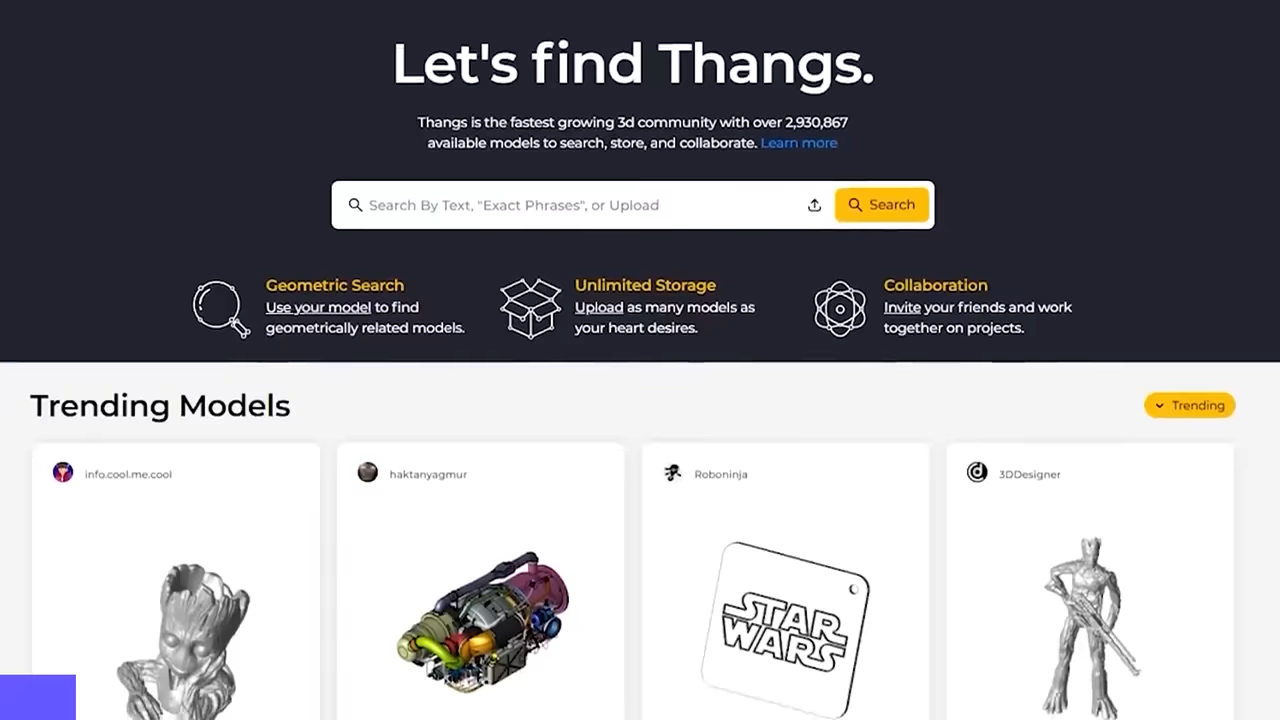 Let's find Thangs.
Thangs is the fastest growing 3d community with over 2,930,867
available models to search, store, and collaborate. Learn more
Search By Text, "Exact Phrases", or Upload
Search
Geometric Search
Use your model to find
geometrically related models.
Unlimited Storage
Upload as many models as
your heart desires.
Collaboration
Invite your friends and work
together on projects.
Trending Models
Trending
info.cool.me.cool
haktanyagmur
Roboninja
3DDesigner
STAR
WARS